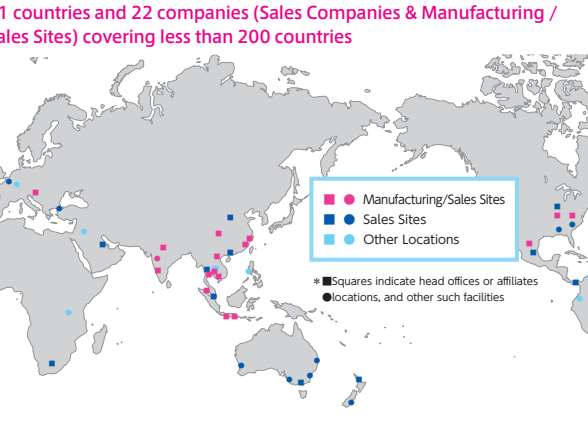 1 countries and 22 companies (Sales Companies & Manufacturing /
ales Sites) covering less than 200 countries
Manufacturing/Sales Sites
Sales Sites
Other Locations
*■Squares indicate head offices or affiliates
●locations, and other such facilities